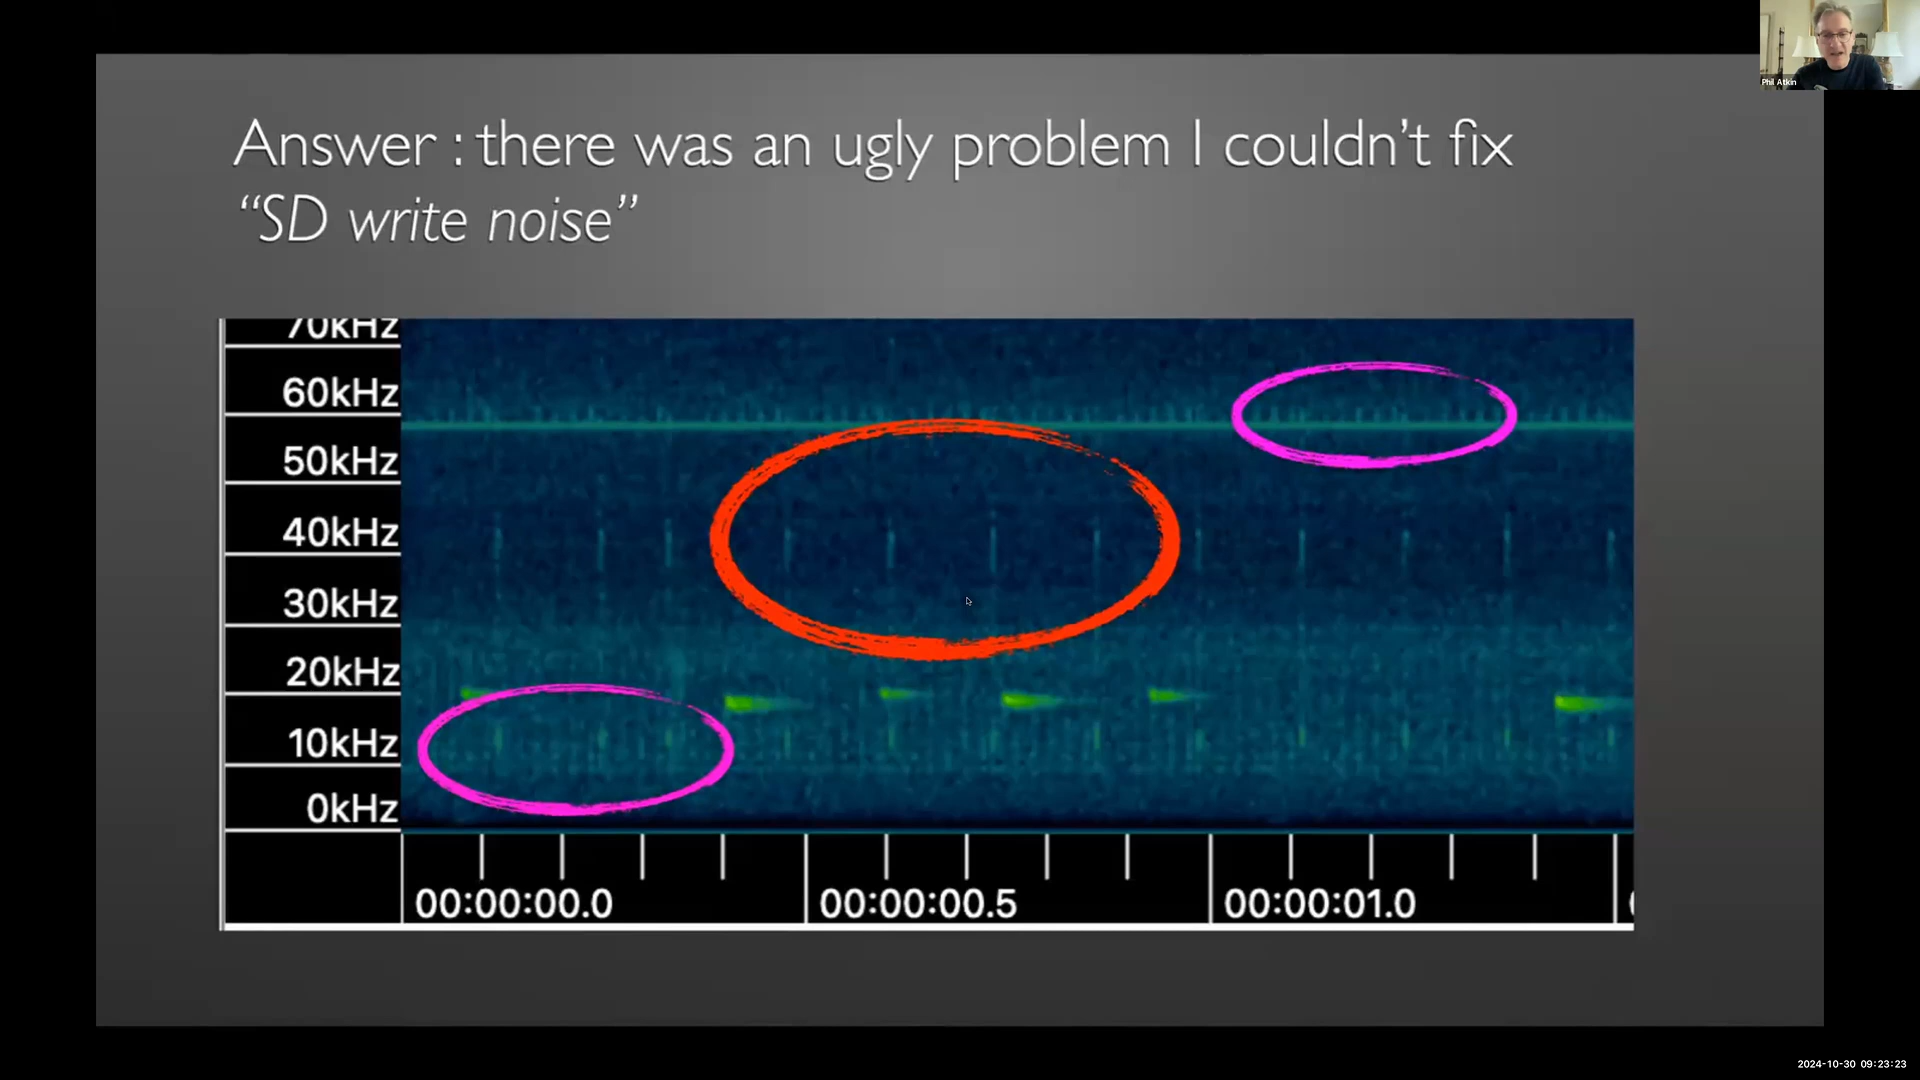 Phil Atkin
Answer : there was an ugly problem I couldn't fix
“SD write noise”
70kHz
60kHz
50kHz
40kHz
30kHz
20kHz
10kHz
0kHz
00:00:00.0 00:00:00.5 00:00:01.0
2024-10-30 09:23:23